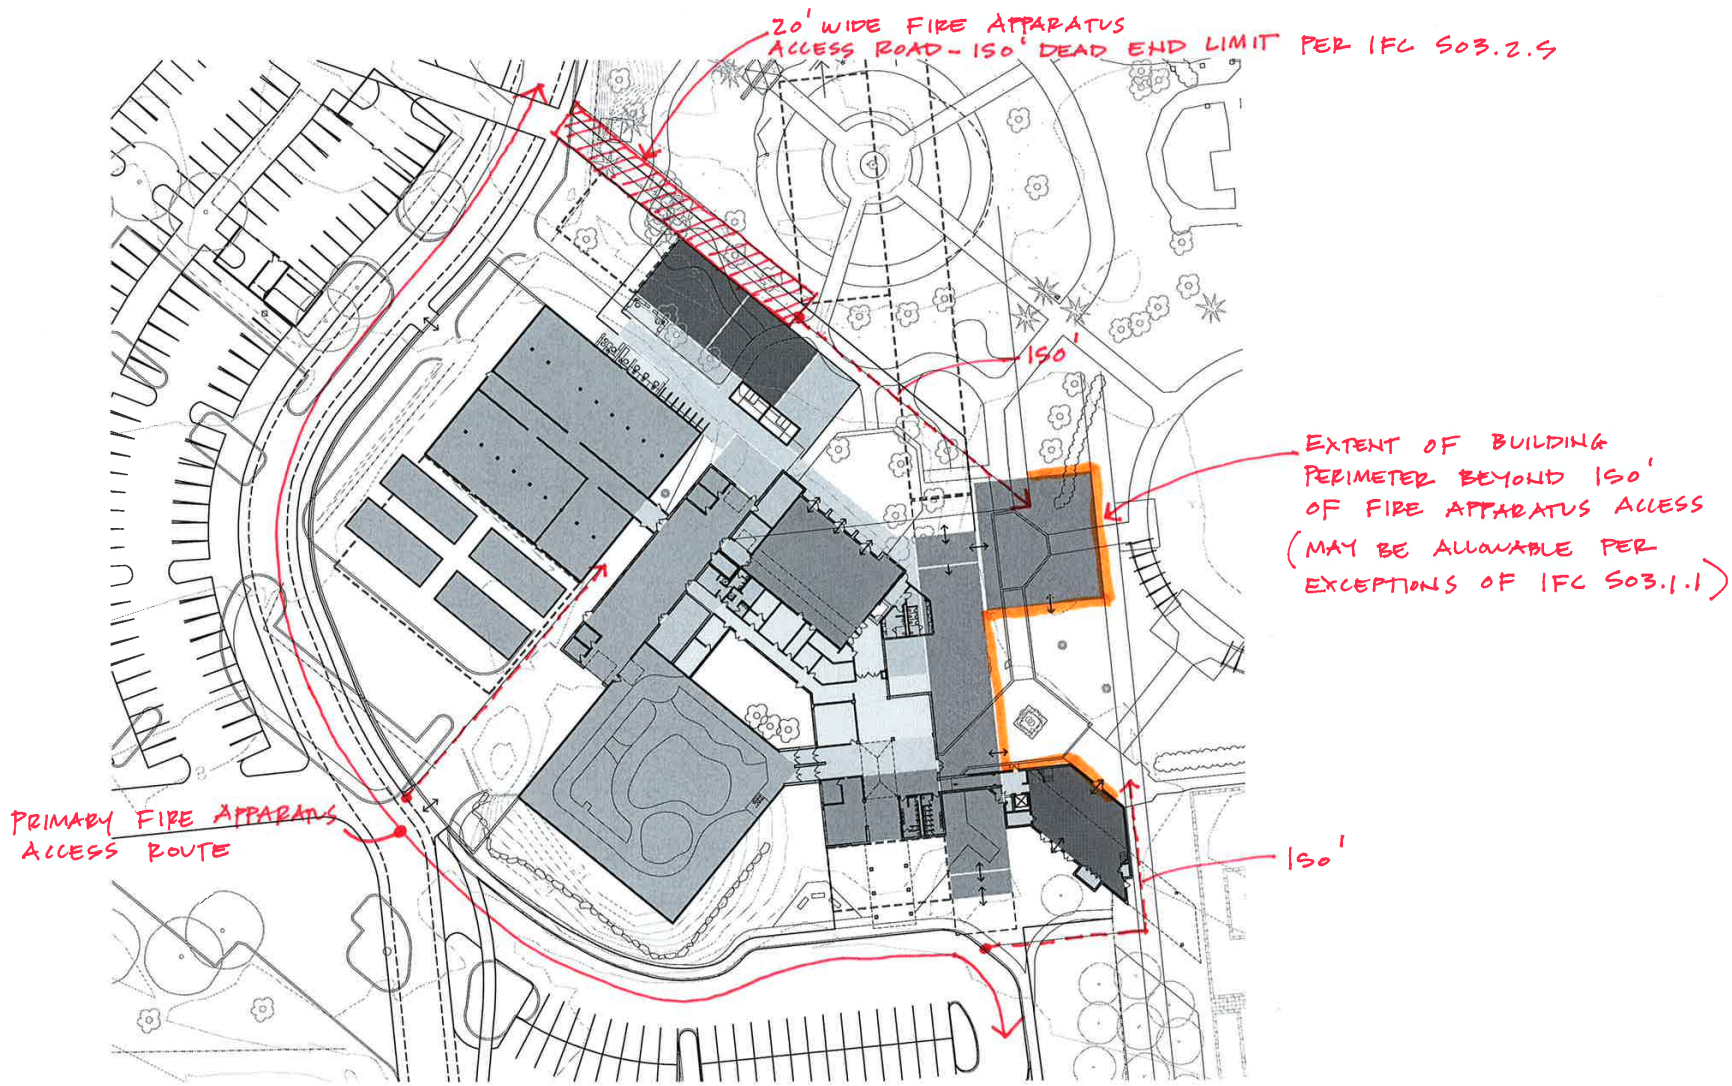 20' WIDE FIRE APPARATUS
ACCESS ROAD - 150' DEAD END LIMIT PER IFC 503.2.5
150'
EXTENT OF BUILDING
PERIMETER BEYOND 150'
OF FIRE APPARATUS ACCESS
(MAY BE ALLOWABLE PER
EXCEPTIONS OF IFC 503.1.1)
PRIMARY FIRE APPARATUS
ACCESS ROUTE
150'